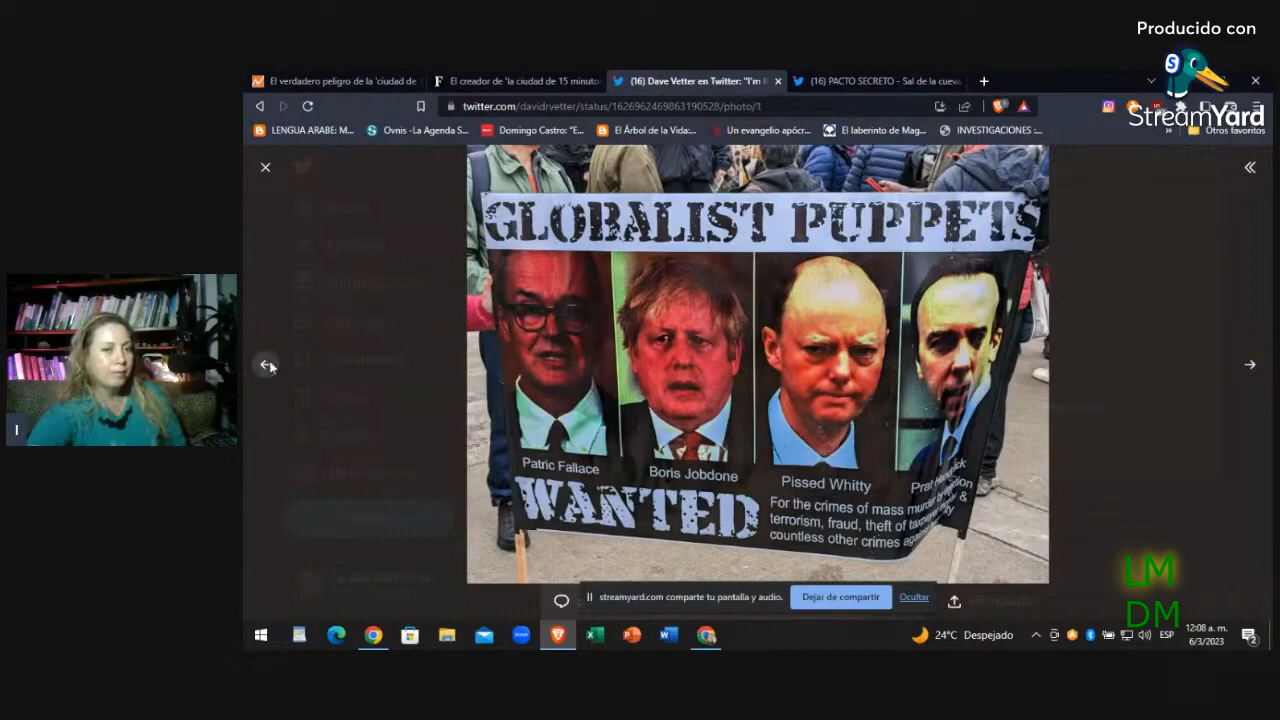 Producido con
StreamYard
El verdadero peligro de la 'ciudad de
El creador de 'la ciudad de 15 minuto
(16) Dave Vetter en Twitter: "I'm
(16) PACTO SECRETO - Sal de la cueva
twitter.com/davidrvetter/status/1626962469863190528/photo/1
LENGUA ARABE: M...
Ovnis -La Agenda S...
Domingo Castro: "E...
El Árbol de la Vida:...
Un evangelio apócr...
El laberinto de Mag...
INVESTIGACIONES :...
Otros favoritos
GLOBALIST PUPPETS
Patric Fallace
Boris Jobdone
Pissed Whitty
WANTED
For the crimes of mass murder
terrorism, fraud, theft of
countless other crimes
I
streamyard.com comparte tu pantalla y audio.
Dejar de compartir
Ocultar
LM
DM
24°C Despejado
ESP
12:08 a. m.
6/3/2023
2